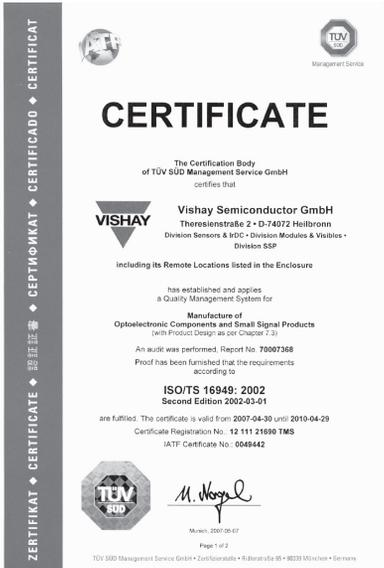 IATF
TÜV
SÜD
Management Service
CERTIFICATE
The Certification Body
of TÜV SÜD Management Service GmbH
certifies that
VISHAY
Vishay Semiconductor GmbH
Theresienstraße 2 • D-74072 Heilbronn
Division Sensors & IrDC • Division Modules & Visibles •
Division SSP
including its Remote Locations listed in the Enclosure
has established and applies
a Quality Management System for
Manufacture of
Optoelectronic Components and Small Signal Products
(with Product Design as per Chapter 7.3)
An audit was performed, Report No. 70007368
Proof has been furnished that the requirements
according to
ISO/TS 16949: 2002
Second Edition 2002-03-01
are fulfilled. The certificate is valid from 2007-04-30 until 2010-04-29
Certificate Registration No.: 12 111 21690 TMS
IATF Certificate No.: 0049442
TÜV
SÜD
Munich, 2007-05-07
Page 1 of 2
TÜV SÜD Management Service GmbH • Zertifizierstelle • Ridlerstraße 65 • 80339 München • Germany
ZERTIFIKAT ◆ CERTIFICATE ◆ 認証証書 ◆ СЕРТИФИКАТ ◆ CERTIFICADO ◆ CERTIFICAT